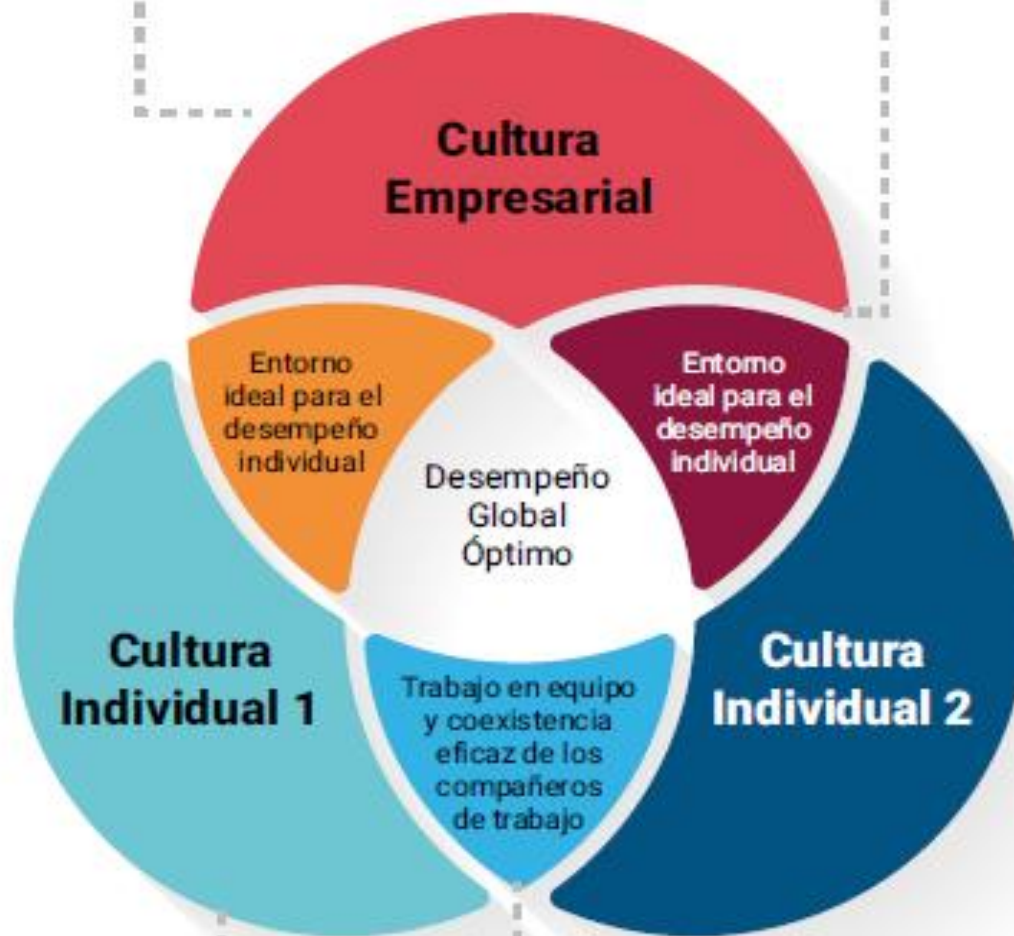 Cultura
Empresarial
Entorno
ideal para el
desempeño
individual
Entorno
ideal para el
desempeño
individual
Desempeño
Global
Óptimo
Cultura
Individual 1
Cultura
Individual 2
Trabajo en equipo
y coexistencia
eficaz de los
compañeros
de trabajo